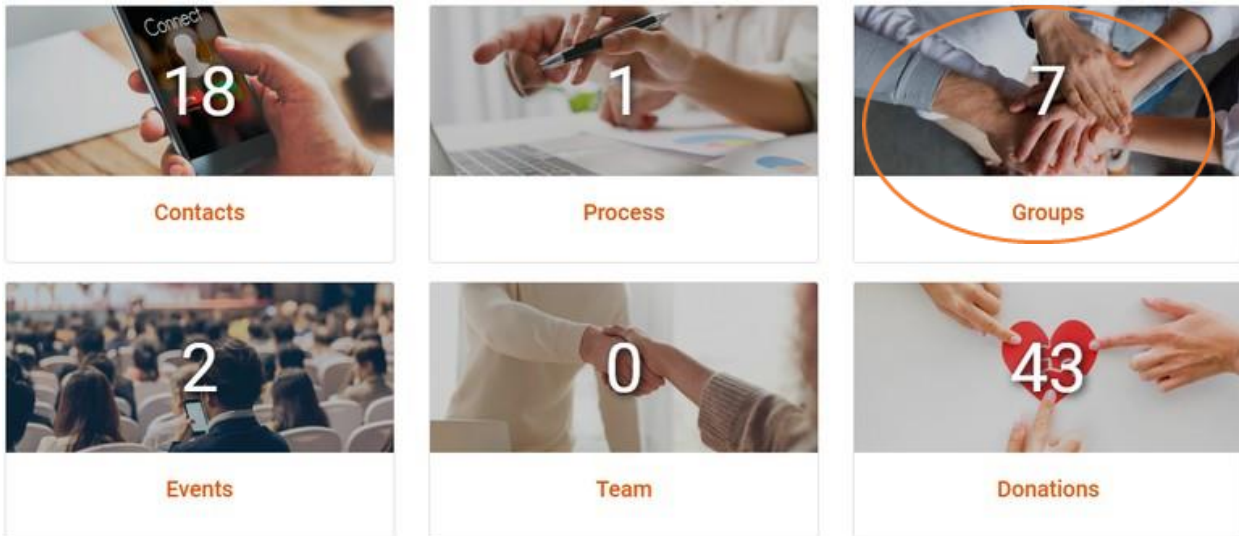 Connect
18
1
7
Contacts
Process
Groups
2
0
43
Events
Team
Donations